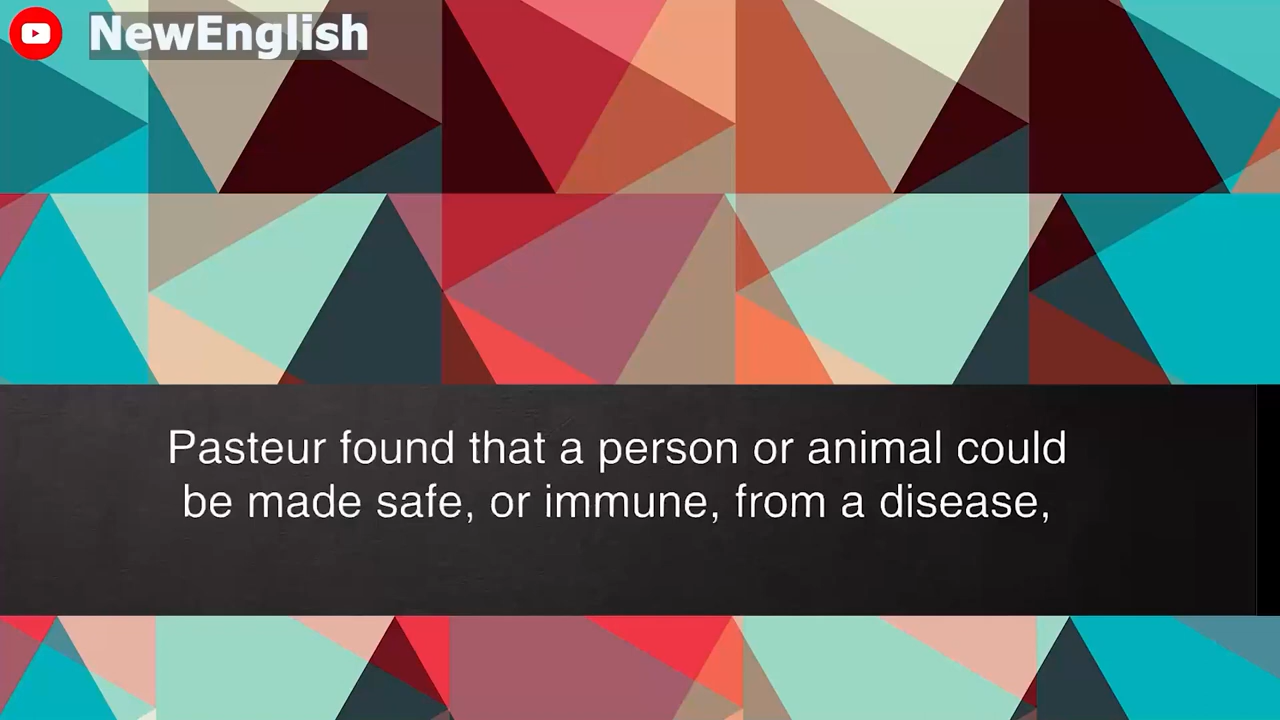 NewEnglish
Pasteur found that a person or animal could
be made safe, or immune, from a disease,